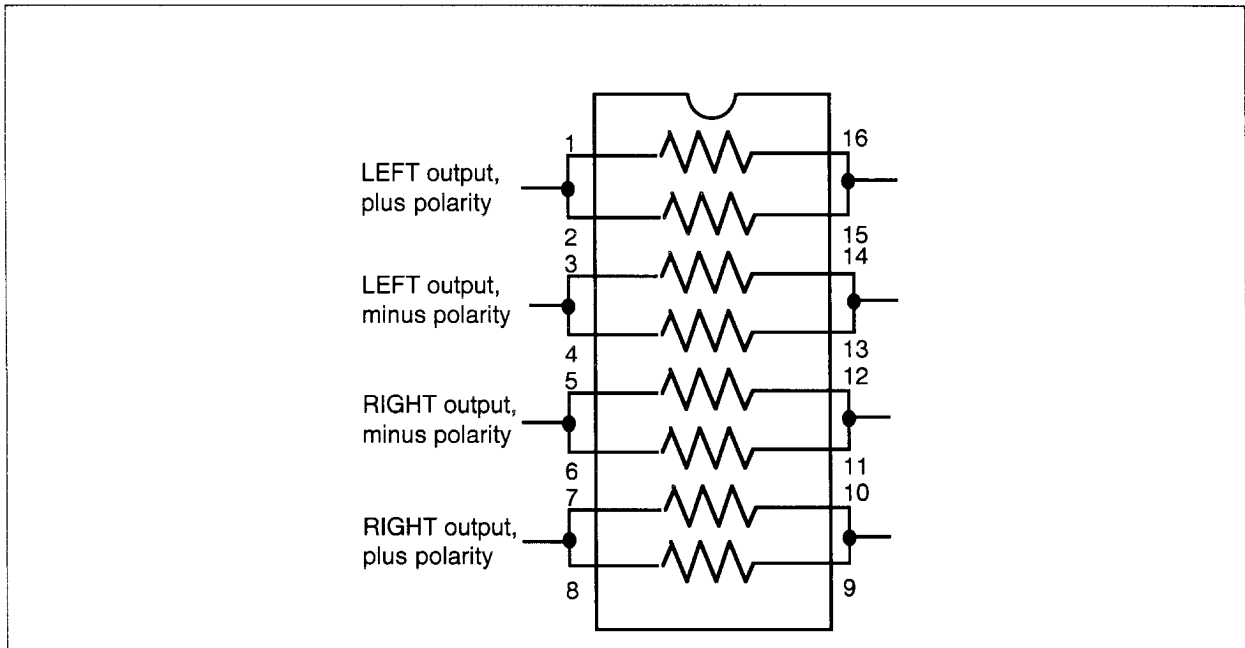 1
16
LEFT output,
plus polarity
2
15
3
14
LEFT output,
minus polarity
4
13
5
12
RIGHT output,
minus polarity
6
11
7
10
RIGHT output,
plus polarity
8
9